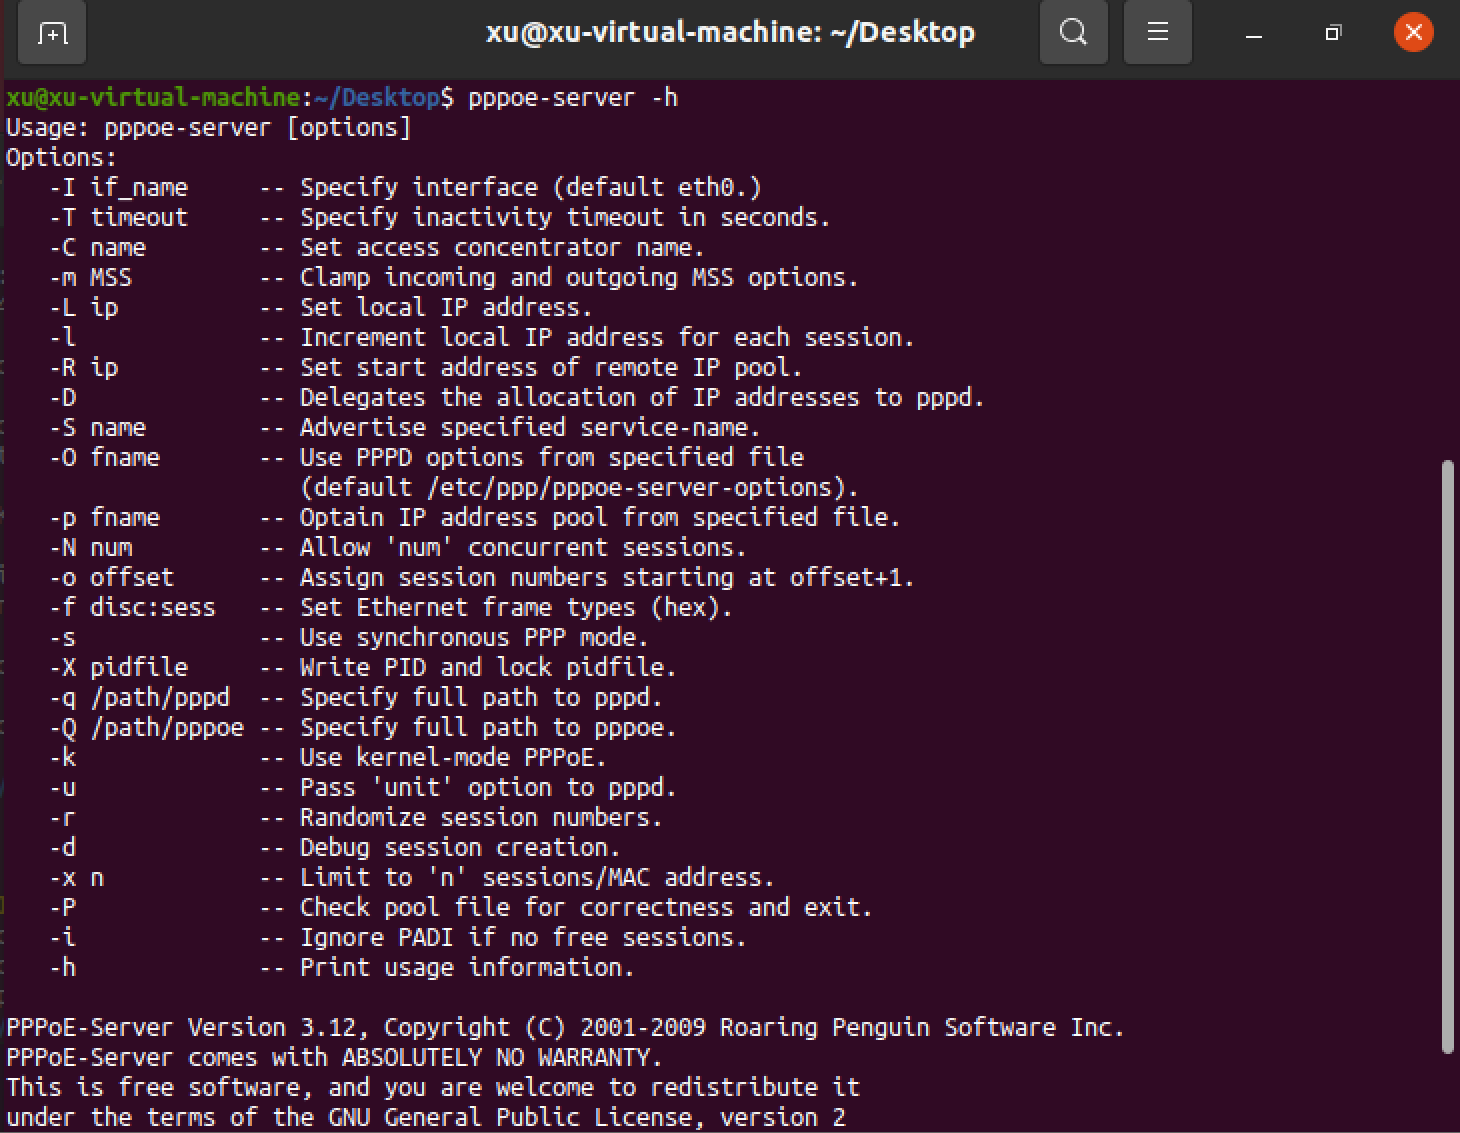 xu@xu-virtual-machine: ~/Desktop
xu@xu-virtual-machine:~/Desktop$ pppoe-server -h
Usage: pppoe-server [options]
Options:
   -I if_name     -- Specify interface (default eth0.)
   -T timeout     -- Specify inactivity timeout in seconds.
   -C name        -- Set access concentrator name.
   -m MSS         -- Clamp incoming and outgoing MSS options.
   -L ip          -- Set local IP address.
   -l             -- Increment local IP address for each session.
   -R ip          -- Set start address of remote IP pool.
   -D             -- Delegates the allocation of IP addresses to pppd.
   -S name        -- Advertise specified service-name.
   -O fname       -- Use PPPD options from specified file
                     (default /etc/ppp/pppoe-server-options).
   -p fname       -- Optain IP address pool from specified file.
   -N num         -- Allow 'num' concurrent sessions.
   -o offset      -- Assign session numbers starting at offset+1.
   -f disc:sess   -- Set Ethernet frame types (hex).
   -s             -- Use synchronous PPP mode.
   -X pidfile     -- Write PID and lock pidfile.
   -q /path/pppd  -- Specify full path to pppd.
   -Q /path/pppoe -- Specify full path to pppoe.
   -k             -- Use kernel-mode PPPoE.
   -u             -- Pass 'unit' option to pppd.
   -r             -- Randomize session numbers.
   -d             -- Debug session creation.
   -x n           -- Limit to 'n' sessions/MAC address.
   -P             -- Check pool file for correctness and exit.
   -i             -- Ignore PADI if no free sessions.
   -h             -- Print usage information.

PPPoE-Server Version 3.12, Copyright (C) 2001-2009 Roaring Penguin Software Inc.
PPPoE-Server comes with ABSOLUTELY NO WARRANTY.
This is free software, and you are welcome to redistribute it
under the terms of the GNU General Public License, version 2